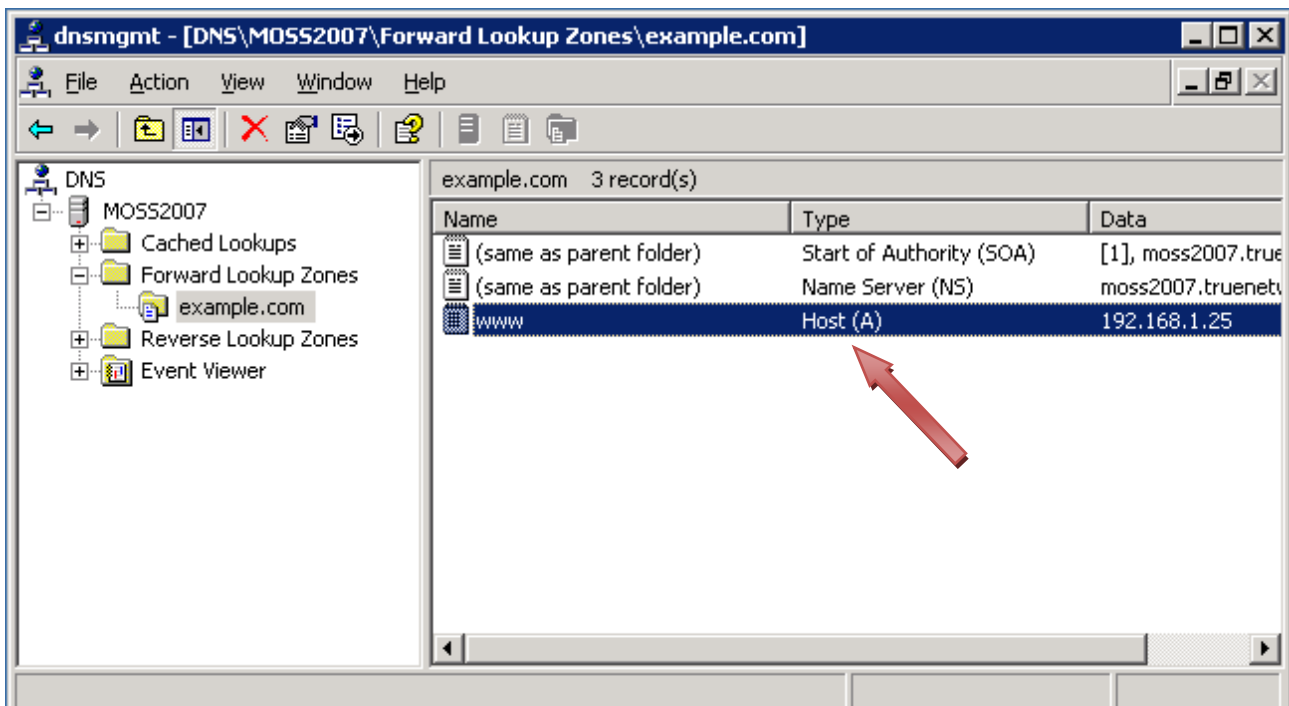 dnsmgmt - [DNS\MOSS2007\Forward Lookup Zones\example.com]
File Action View Window Help
DNS
MOSS2007
Cached Lookups
Forward Lookup Zones
example.com
Reverse Lookup Zones
Event Viewer
example.com 3 record(s)
Name Type Data
(same as parent folder) Start of Authority (SOA) [1], moss2007.true
(same as parent folder) Name Server (NS) moss2007.truenetw
www Host (A) 192.168.1.25